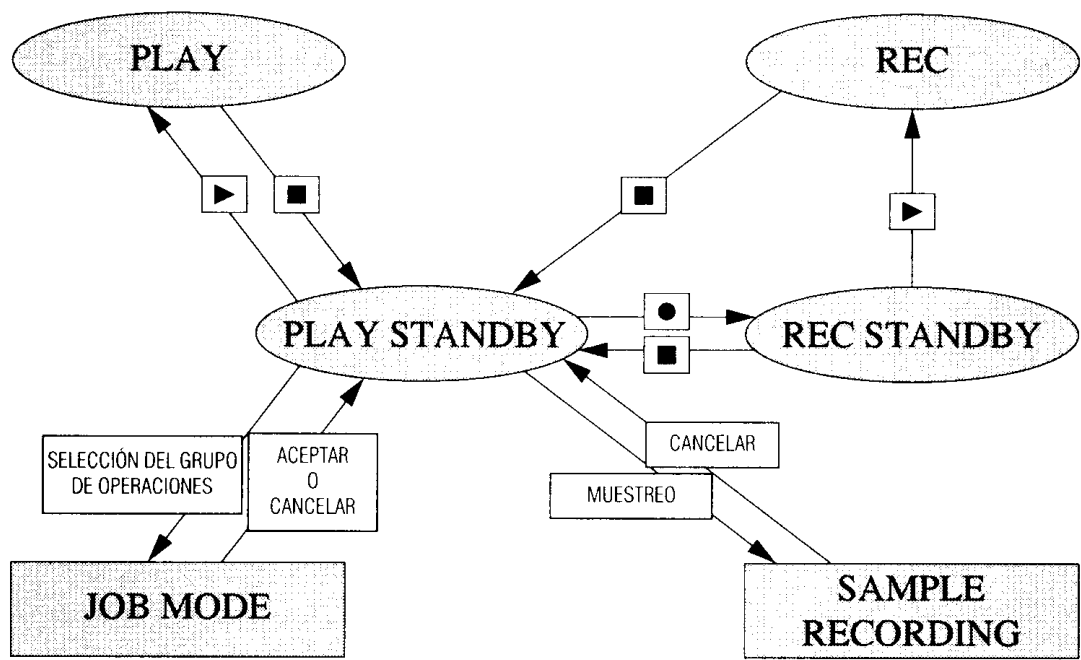 PLAY
REC
PLAY STANDBY
REC STANDBY
SELECCIÓN DEL GRUPO
DE OPERACIONES
ACEPTAR
O
CANCELAR
CANCELAR
MUESTREO
JOB MODE
SAMPLE
RECORDING